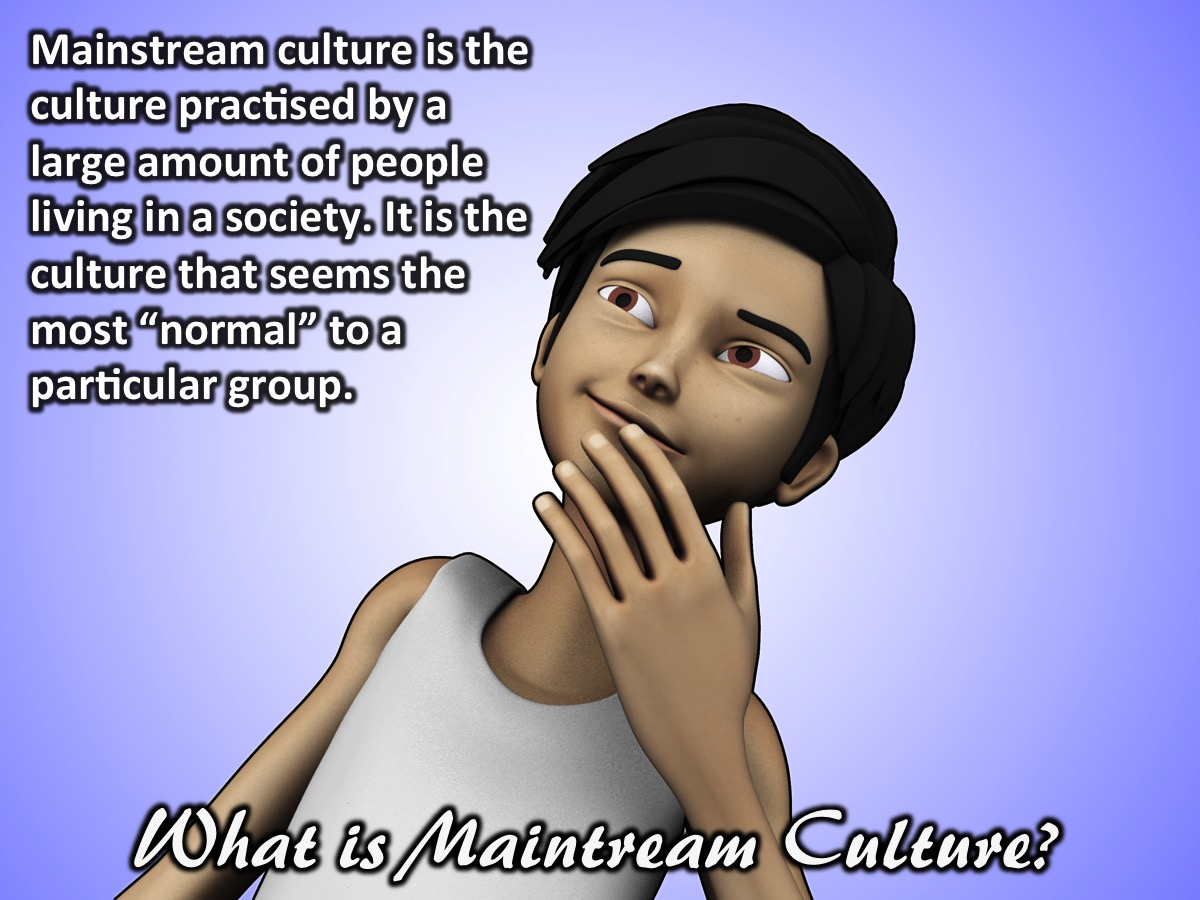 Mainstream culture is the
culture practised by a
large amount of people
living in a society. It is the
culture that seems the
most “normal” to a
particular group.
What is Maintream Culture?